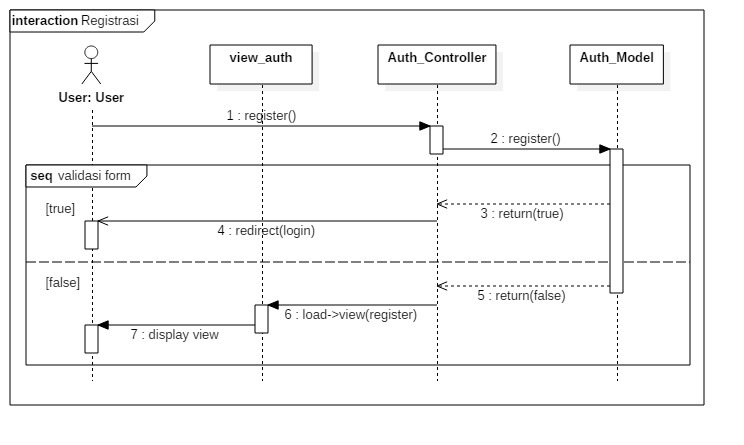 interaction Registrasi
User: User
view_auth
Auth_Controller
Auth_Model
1 : register()
2 : register()
seq validasi form
[true]
3 : return(true)
4 : redirect(login)
[false]
5 : return(false)
6 : load->view(register)
7 : display view